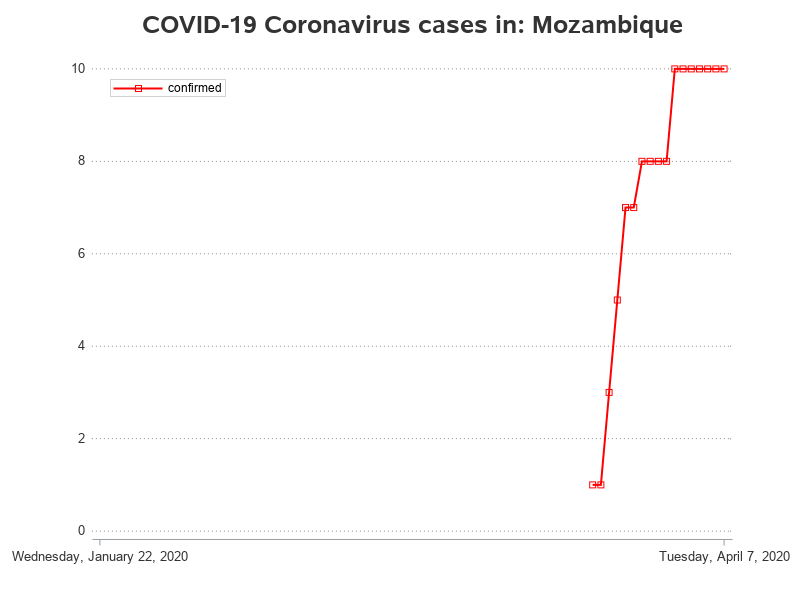 COVID-19 Coronavirus cases in: Mozambique
confirmed
10
8
6
4
2
0
Wednesday, January 22, 2020
Tuesday, April 7, 2020